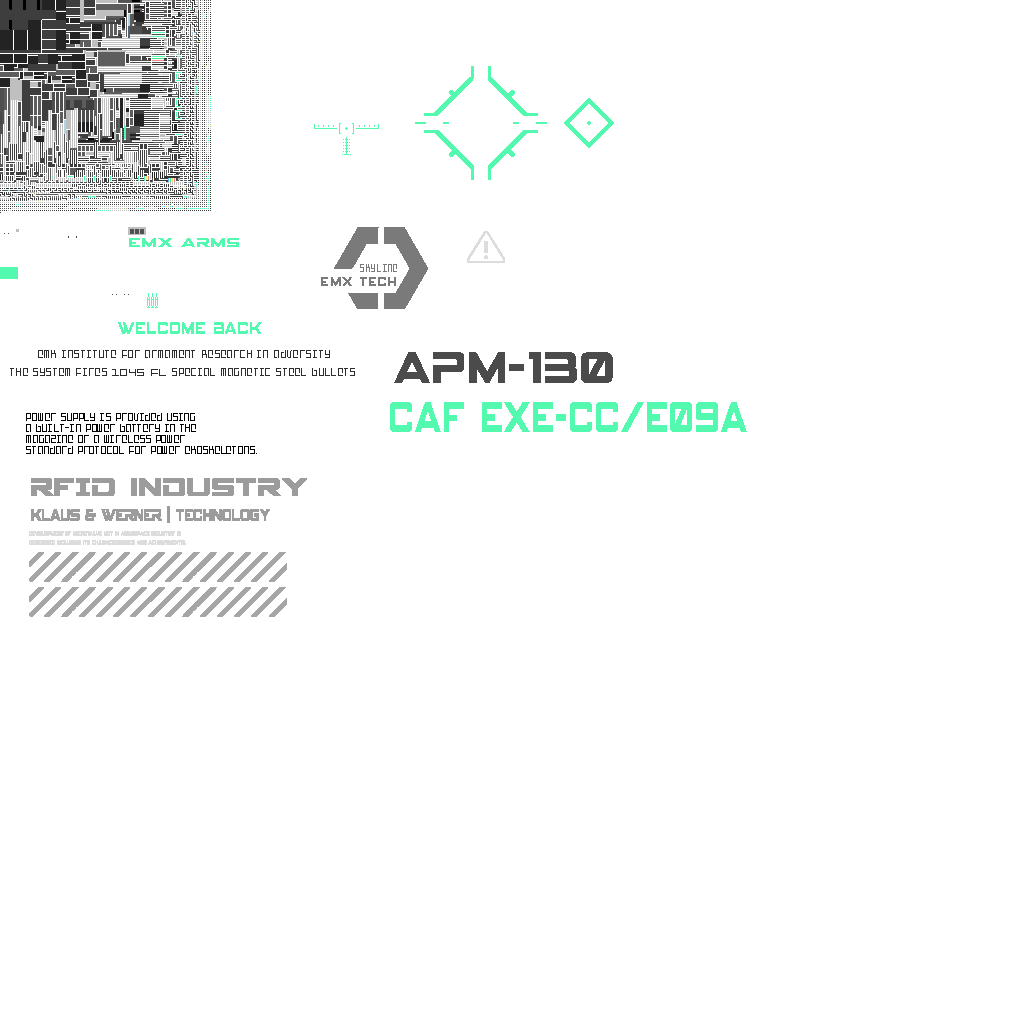 EMX ARMS
SKYLINE
EMX TECH
WELCOME BACK
EMX INSTITUTE FOR ARMAMENT RESEARCH IN ADVERSITY
THE SYSTEM FIRES 1045 FL SPECIAL MAGNETIC STEEL BULLETS
APM-130
CAF EXE-CC/E09A
POWER SUPPLY IS PROVIDED USING
A BUILT-IN POWER BATTERY IN THE
MAGAZINE OR A WIRELESS POWER
STANDARD PROTOCOL FOR POWER EXOSKELETONS.
RFID INDUSTRY
KLAUS & WERNER | TECHNOLOGY